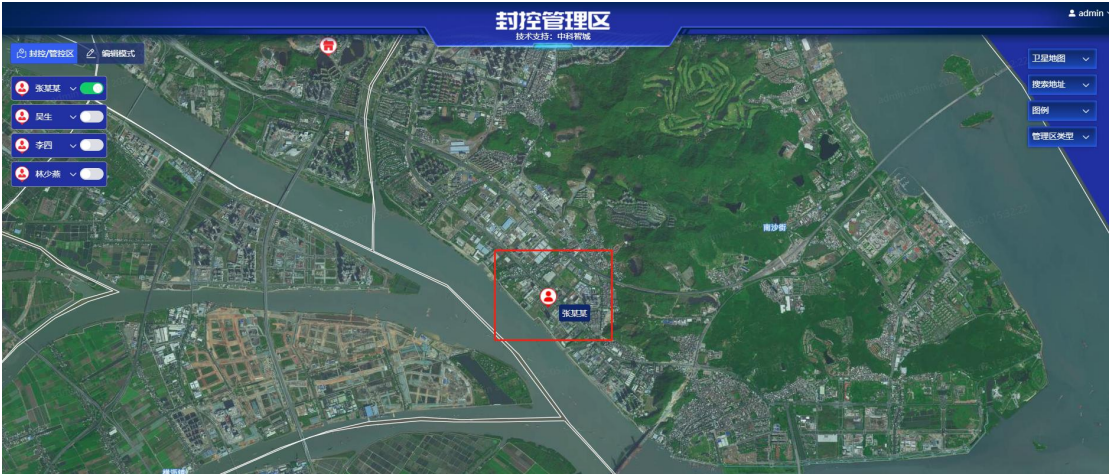 封控管理区
技术支持：中科智城
admin
封控/管控区
编辑模式
张某某
吴生
李四
林少燕
卫星地图
搜索地址
图例
管理区类型
南沙街
张某某